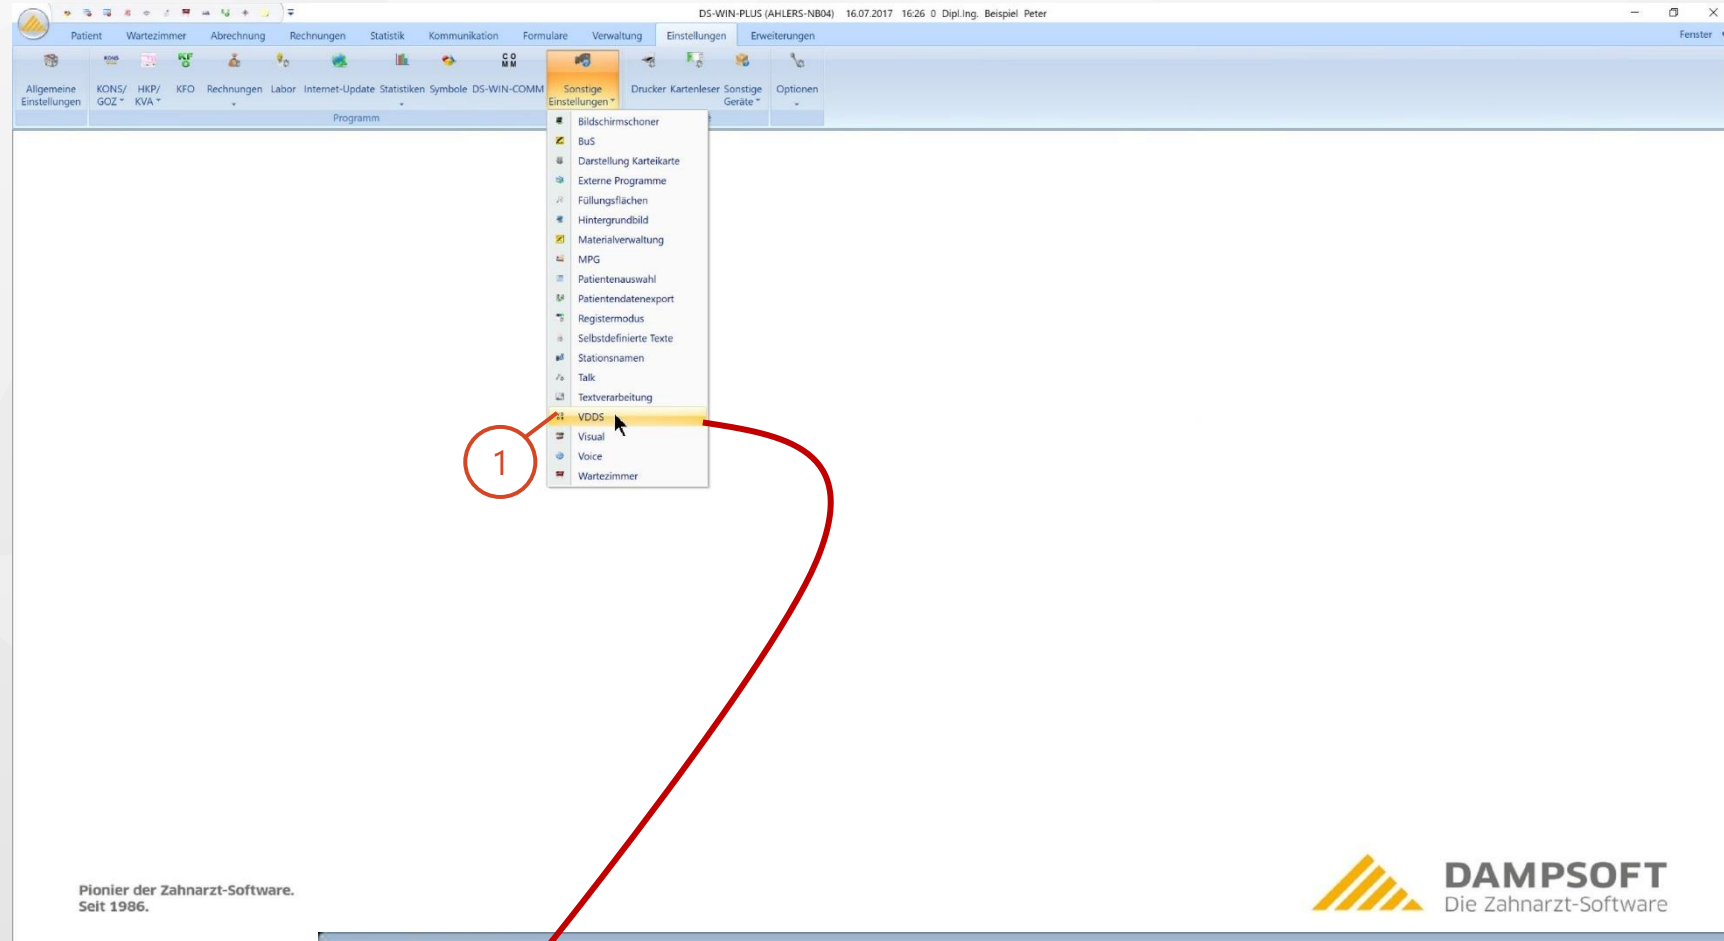 DS-WIN-PLUS (AHLERS-NB04) 16.07.2017 16:26 0 Dipl.Ing. Beispiel Peter
Patient Wartezimmer Abrechnung Rechnungen Statistik Kommunikation Formulare Verwaltung Einstellungen Erweiterungen Fenster
KONS KFO COMM
Allgemeine Einstellungen KONS/ GOZ HKP/ KVA KFO Rechnungen Labor Internet-Update Statistiken Symbole DS-WIN-COMM Sonstige Einstellungen Drucker Kartenleser Sonstige Geräte Optionen
Programm
Bildschirmschoner
BuS
Darstellung Karteikarte
Externe Programme
Füllungsflächen
Hintergrundbild
Materialverwaltung
MPG
Patientenauswahl
Patientendatenexport
Registermodus
Selbstdefinierte Texte
Stationsnamen
Talk
Textverarbeitung
VDDS
Visual
Voice
Wartezimmer
1
Pionier der Zahnarzt-Software.
Seit 1986.
DAMPSOFT
Die Zahnarzt-Software